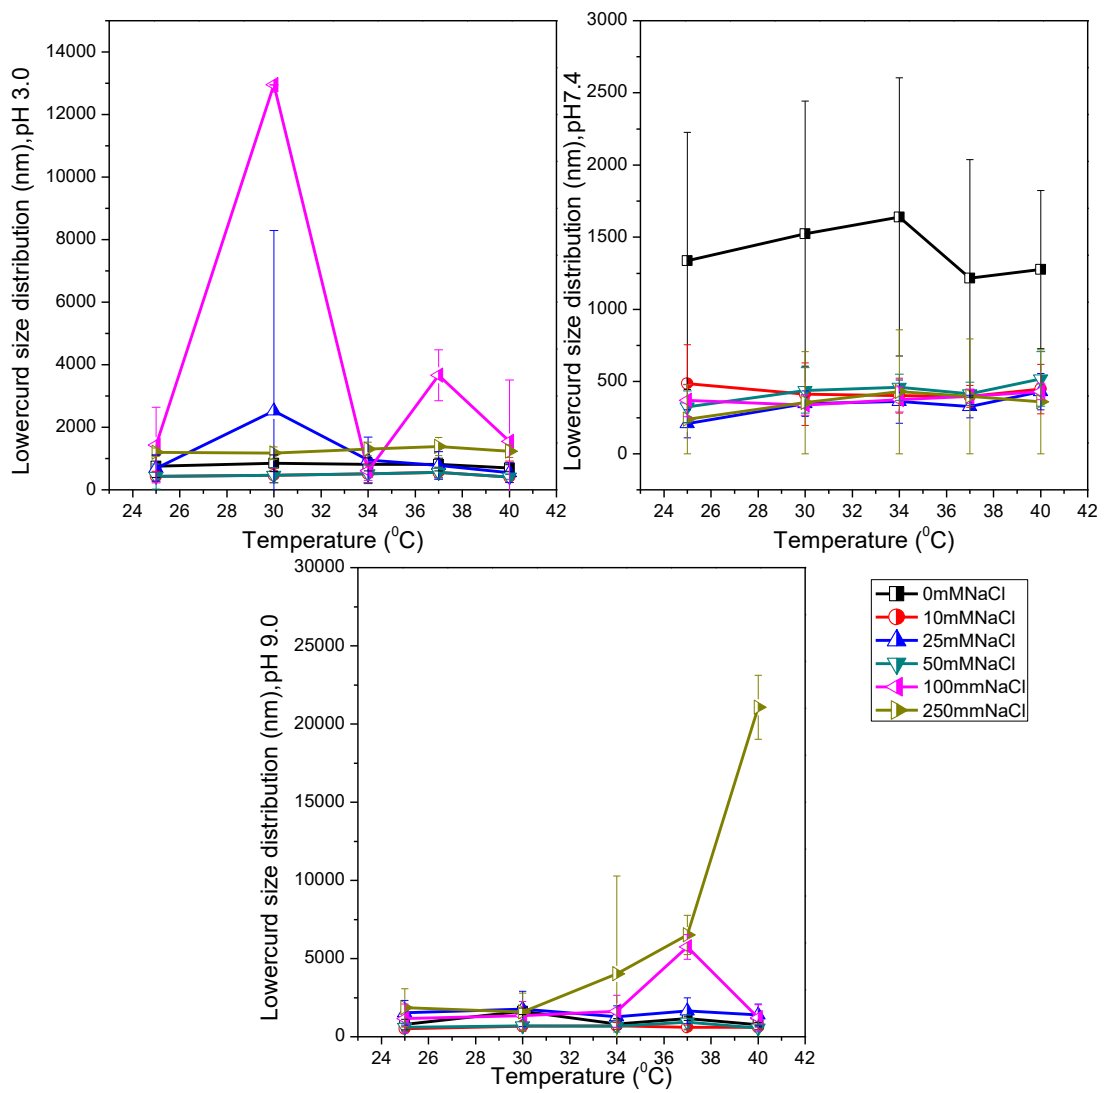 Lowercurd size distribution (nm),pH 3.0
14000
12000
10000
8000
6000
4000
2000
0
24 26 28 30 32 34 36 38 40 42
Temperature (⁰C)
Lowercurd size distribution (nm),pH7.4
3000
2500
2000
1500
1000
500
0
24 26 28 30 32 34 36 38 40 42
Temperature (⁰C)
Lowercurd size distribution (nm),pH 9.0
30000
25000
20000
15000
10000
5000
0
24 26 28 30 32 34 36 38 40 42
Temperature (⁰C)
0mMNaCl
10mMNaCl
25mMNaCl
50mMNaCl
100mmNaCl
250mmNaCl